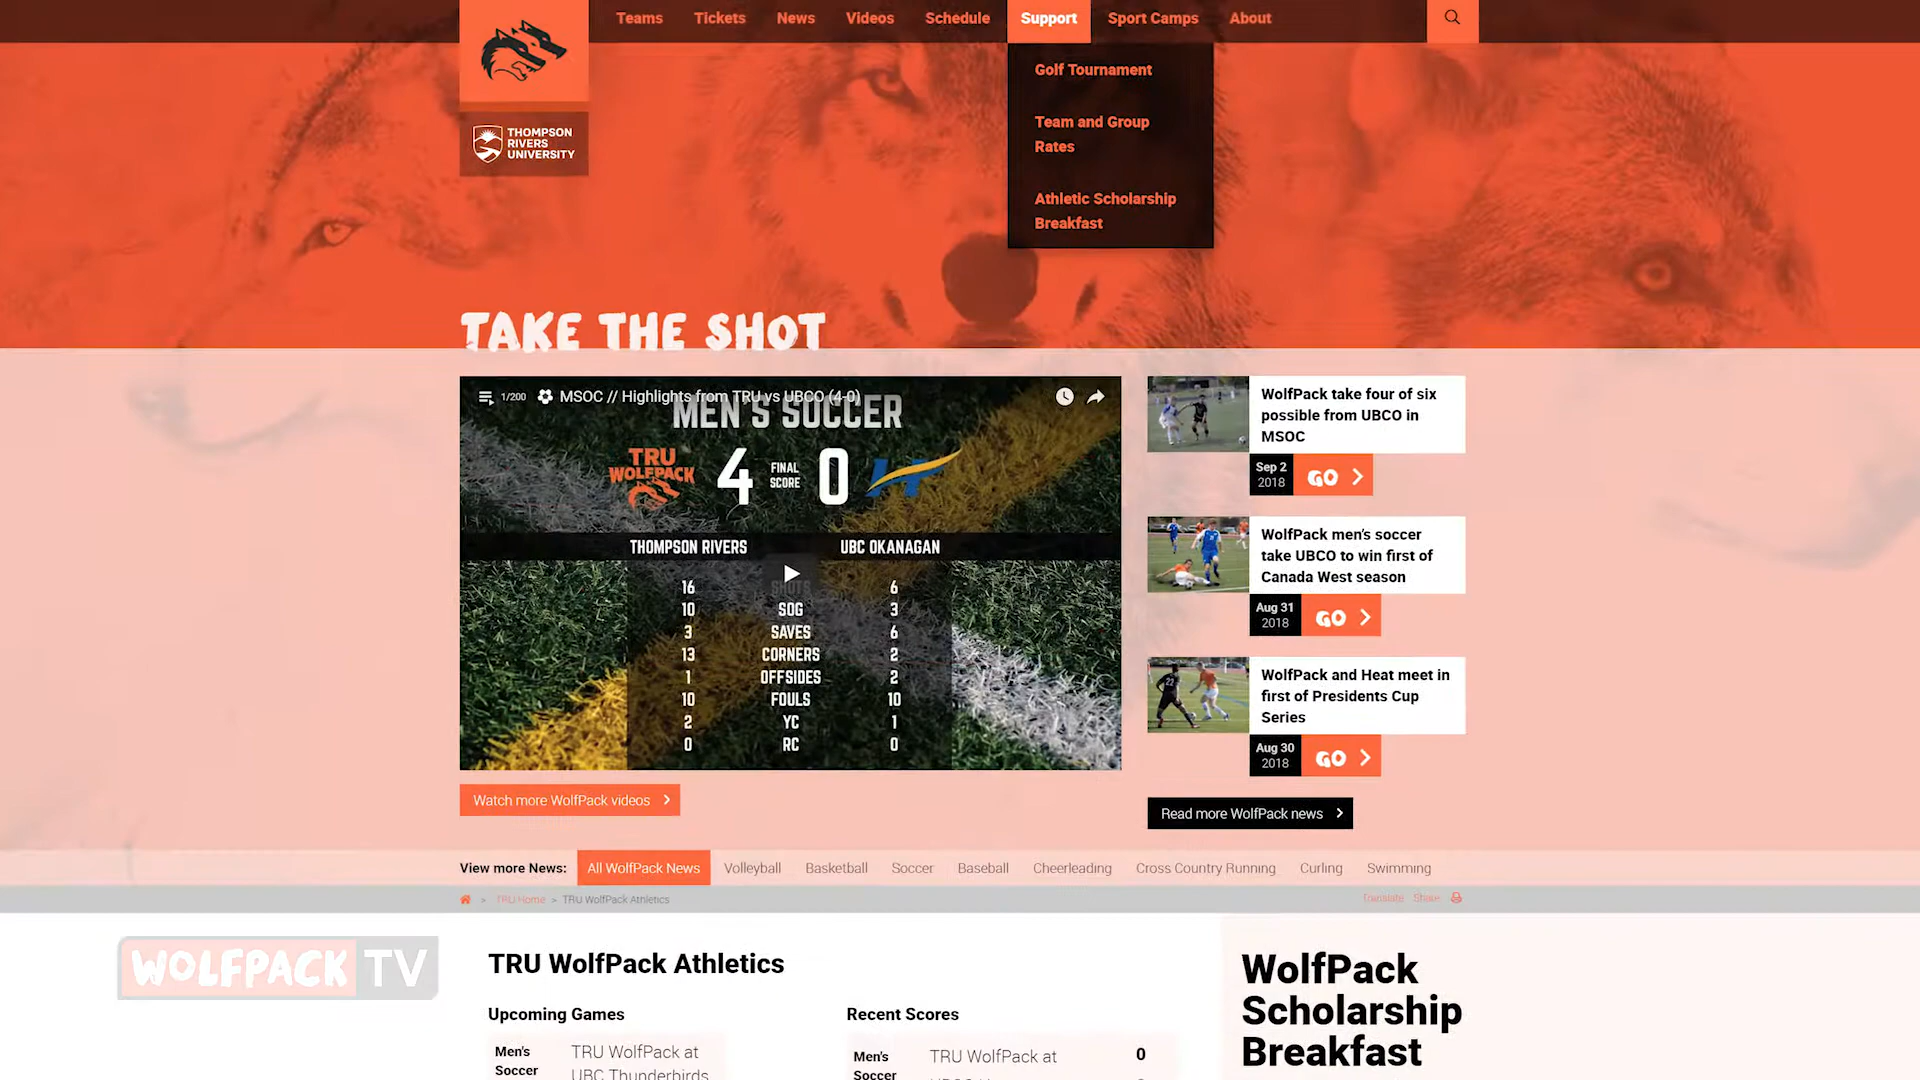 Teams Tickets News Videos Schedule Support Sport Camps About
Golf Tournament
Team and Group
Rates
Athletic Scholarship
Breakfast
THOMPSON
RIVERS
UNIVERSITY
TAKE THE SHOT
1/200 MSOC // Highlights from TRU vs UBCO (4-0)
MEN'S SOCCER
TRU
WOLFPACK
4 FINAL SCORE 0
THOMPSON RIVERS UBC OKANAGAN
16 SHOTS 6
10 SOG 3
3 SAVES 6
13 CORNERS 2
1 OFFSIDES 2
10 FOULS 10
2 YC 1
0 RC 0
Watch more WolfPack videos
WolfPack take four of six
possible from UBCO in
MSOC
Sep 2
2018
GO
WolfPack men's soccer
take UBCO to win first of
Canada West season
Aug 31
2018
GO
WolfPack and Heat meet in
first of Presidents Cup
Series
Aug 30
2018
GO
Read more WolfPack news
View more News: All WolfPack News Volleyball Basketball Soccer Baseball Cheerleading Cross Country Running Curling Swimming
> TRU Home > TRU WolfPack Athletics
Translate Share
WOLFPACK TV
TRU WolfPack Athletics
Upcoming Games
Men's
Soccer
TRU WolfPack at
UBC Thunderbirds
Recent Scores
Men's
Soccer
TRU WolfPack at 0
WolfPack
Scholarship
Breakfast